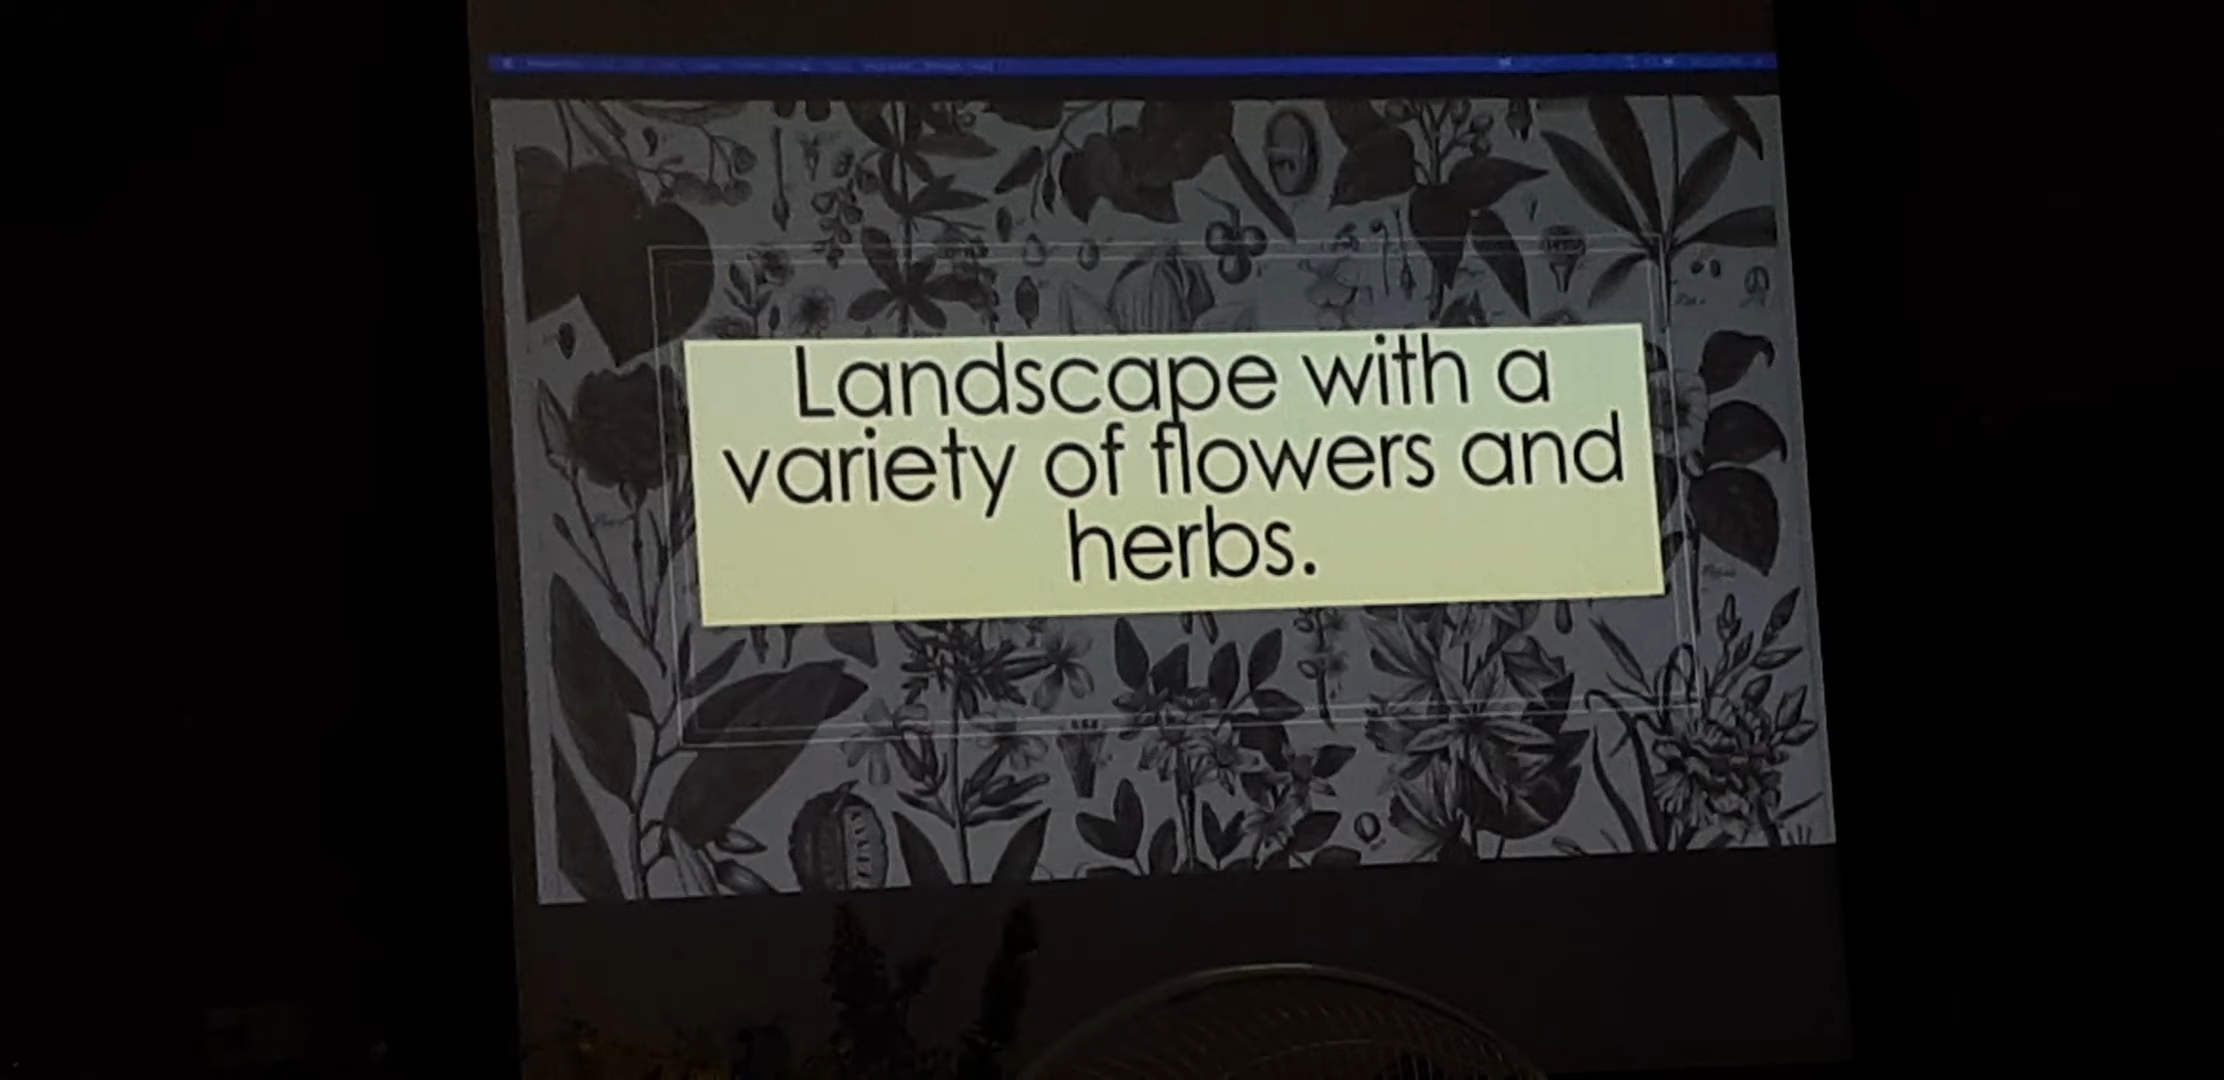 Landscape with a
variety of flowers and
herbs.